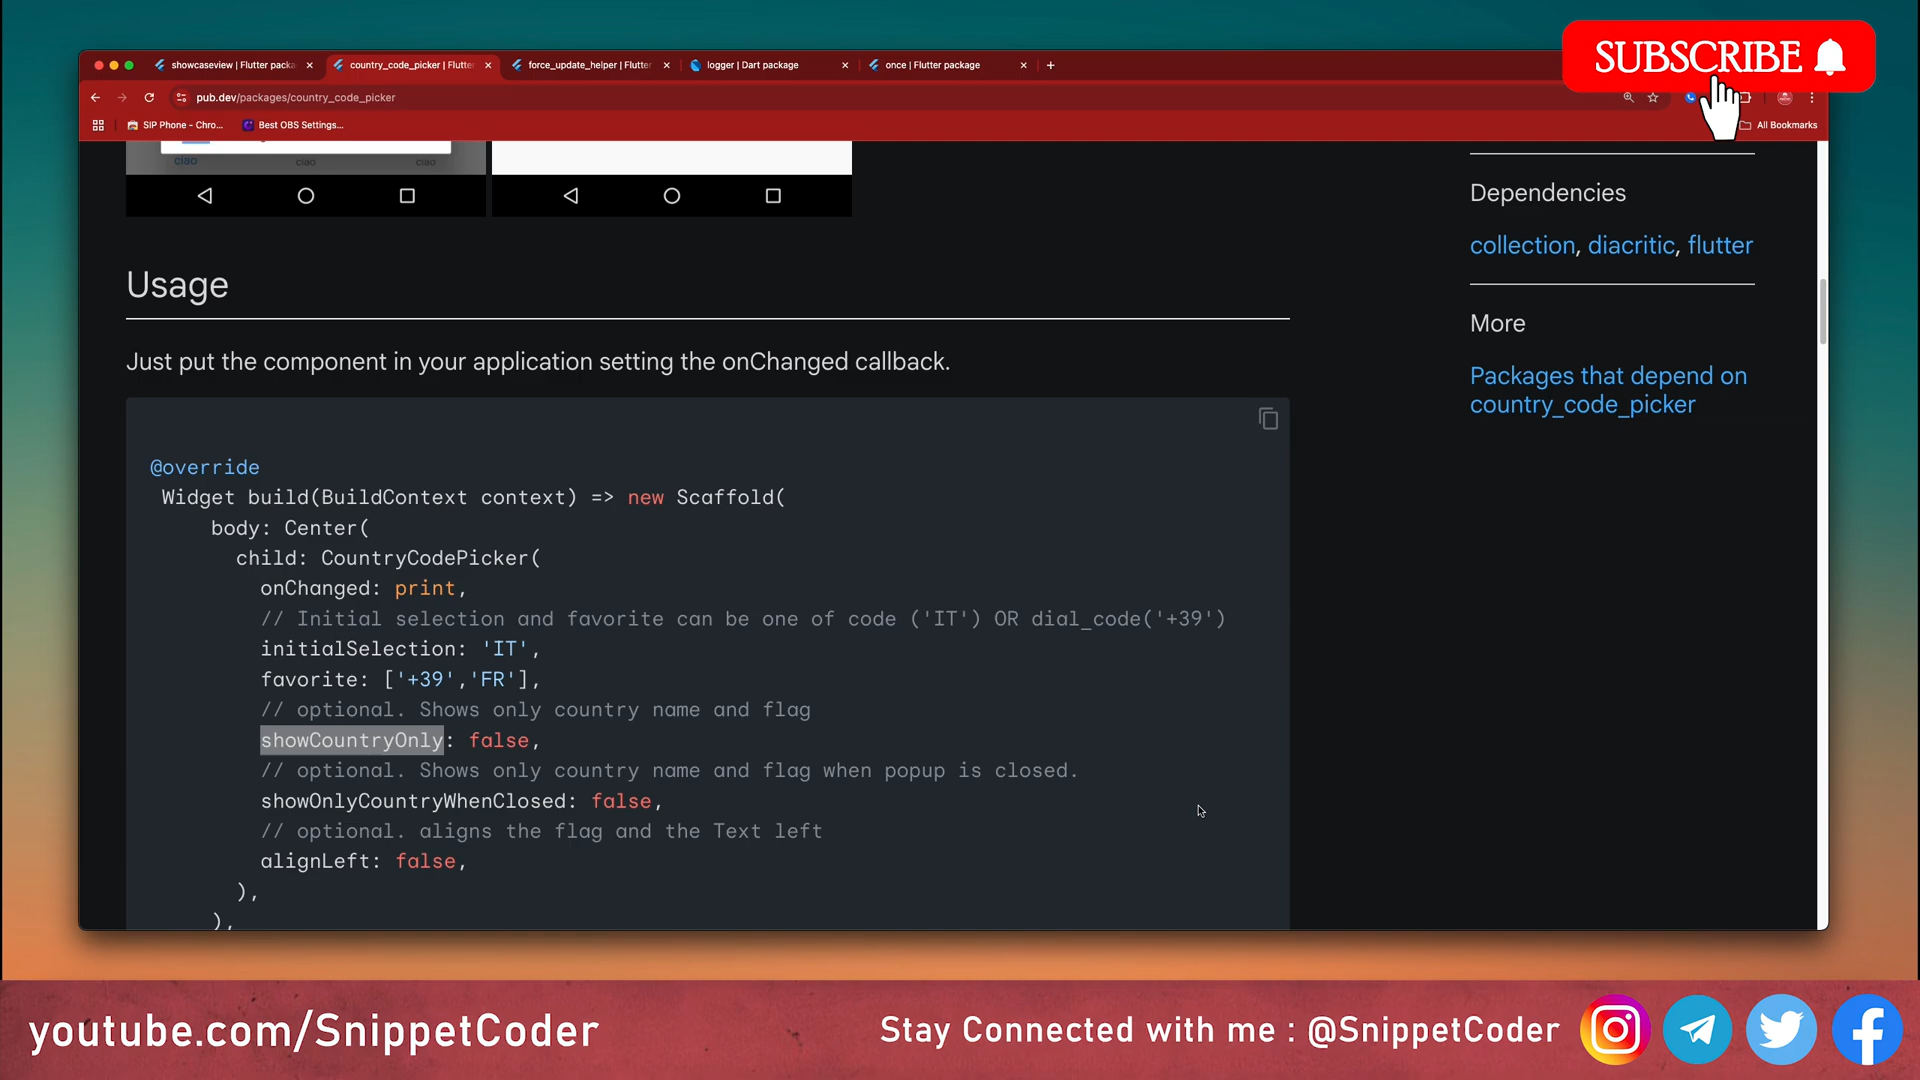 SUBSCRIBE
showcaseview | Flutter packa
country_code_picker | Flutter
force_update_helper | Flutter
logger | Dart package
once | Flutter package
pub.dev/packages/country_code_picker
SIP Phone - Chro...
Best OBS Settings...
All Bookmarks
ciao
ciao
ciao
Usage
Just put the component in your application setting the onChanged callback.
@override
Widget build(BuildContext context) => new Scaffold(
body: Center(
child: CountryCodePicker(
onChanged: print,
// Initial selection and favorite can be one of code ('IT') OR dial_code('+39')
initialSelection: 'IT',
favorite: ['+39','FR'],
// optional. Shows only country name and flag
showCountryOnly: false,
// optional. Shows only country name and flag when popup is closed.
showOnlyCountryWhenClosed: false,
// optional. aligns the flag and the Text left
alignLeft: false,
),
),
Dependencies
collection, diacritic, flutter
More
Packages that depend on
country_code_picker
youtube.com/SnippetCoder
Stay Connected with me : @SnippetCoder